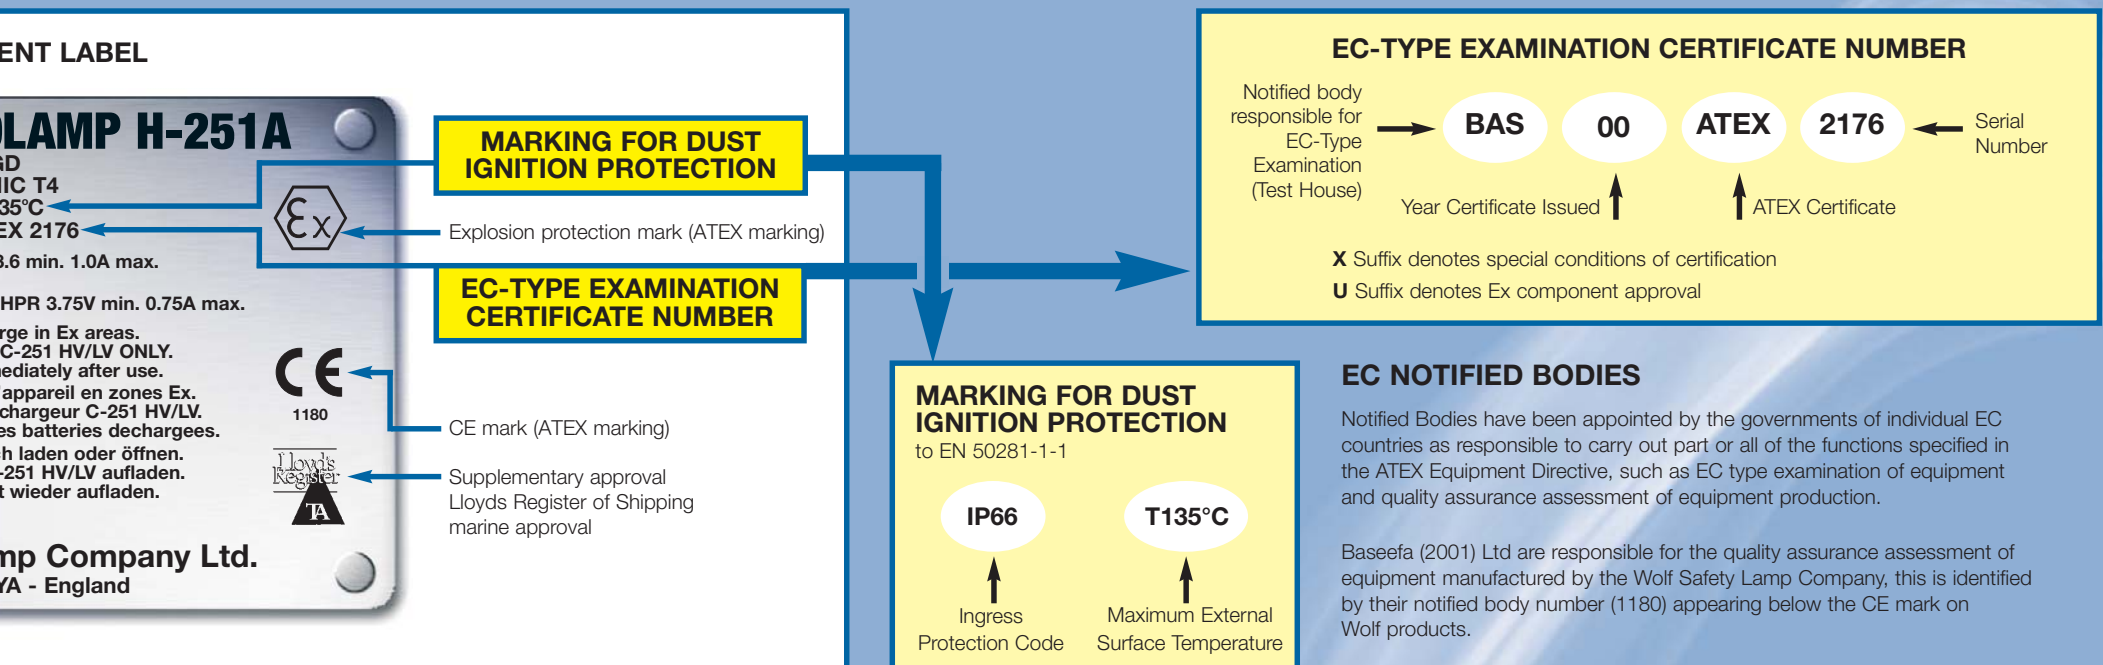 ENT LABEL
LAMP H-251A
GD
IIC T4
35°C
EX 2176
3.6 min. 1.0A max.
HPR 3.75V min. 0.75A max.
rge in Ex areas.
C-251 HV/LV ONLY.
mediately after use.
'appareil en zones Ex.
chargeur C-251 HV/LV.
es batteries dechargees.
ch laden oder öffnen.
-251 HV/LV aufladen.
t wieder aufladen.
mp Company Ltd.
YA - England
Ex
CE
1180
Lloyd's
Register
TA
MARKING FOR DUST
IGNITION PROTECTION
Explosion protection mark (ATEX marking)
EC-TYPE EXAMINATION
CERTIFICATE NUMBER
CE mark (ATEX marking)
Supplementary approval
Lloyds Register of Shipping
marine approval
MARKING FOR DUST
IGNITION PROTECTION
to EN 50281-1-1
IP66 T135°C
Ingress
Protection Code
Maximum External
Surface Temperature
EC-TYPE EXAMINATION CERTIFICATE NUMBER
Notified body
responsible for
EC-Type
Examination
(Test House)
BAS 00 ATEX 2176
Serial
Number
Year Certificate Issued
ATEX Certificate
X Suffix denotes special conditions of certification
U Suffix denotes Ex component approval
EC NOTIFIED BODIES
Notified Bodies have been appointed by the governments of individual EC
countries as responsible to carry out part or all of the functions specified in
the ATEX Equipment Directive, such as EC type examination of equipment
and quality assurance assessment of equipment production.
Baseefa (2001) Ltd are responsible for the quality assurance assessment of
equipment manufactured by the Wolf Safety Lamp Company, this is identified
by their notified body number (1180) appearing below the CE mark on
Wolf products.